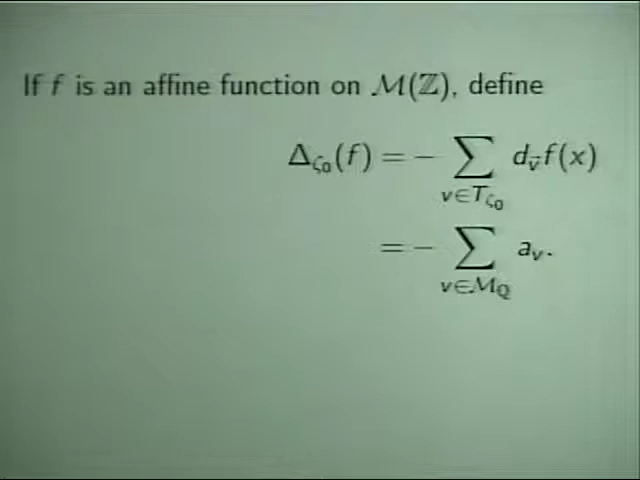 If f is an affine function on ℳ(ℤ), define
Δ_{ζ₀}(f) = − ∑_{v∈T_{ζ₀}} d_{v⃗}f(x)
= − ∑_{v∈ℳ_ℚ} a_v.